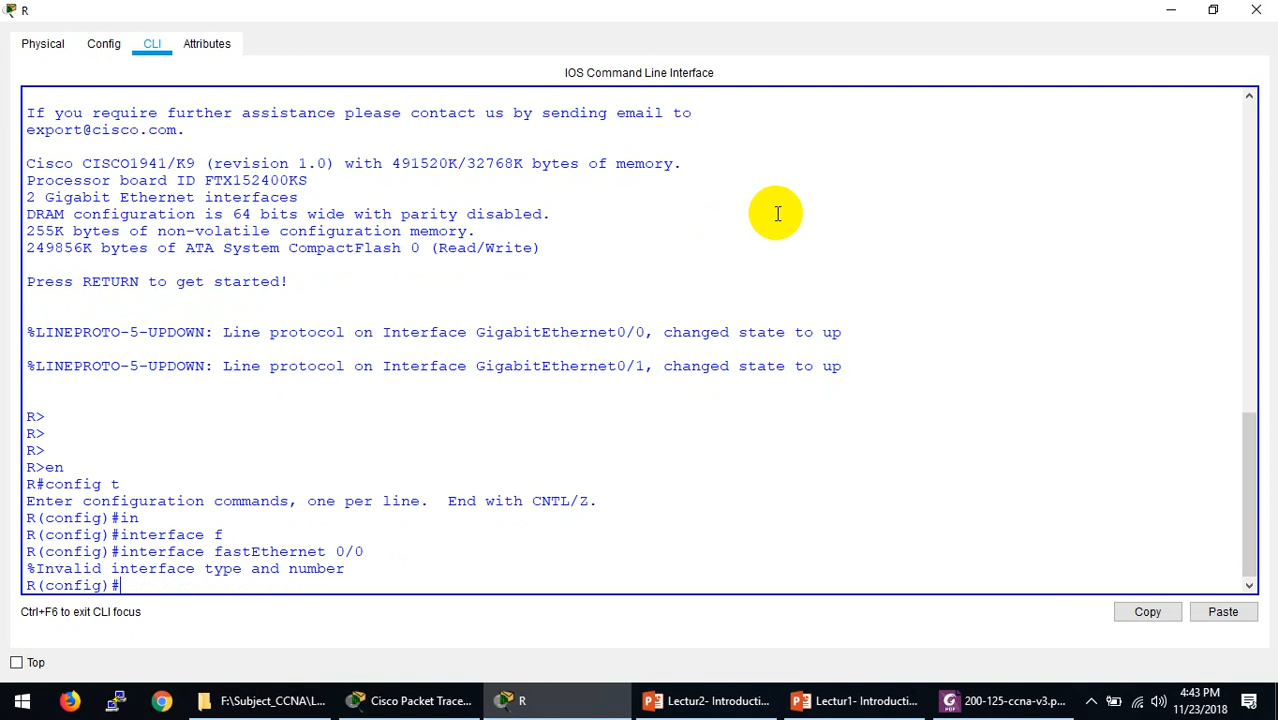 R
Physical Config CLI Attributes
IOS Command Line Interface
If you require further assistance please contact us by sending email to
export@cisco.com.
Cisco CISCO1941/K9 (revision 1.0) with 491520K/32768K bytes of memory.
Processor board ID FTX152400KS
2 Gigabit Ethernet interfaces
DRAM configuration is 64 bits wide with parity disabled.
255K bytes of non-volatile configuration memory.
249856K bytes of ATA System CompactFlash 0 (Read/Write)
Press RETURN to get started!
%LINEPROTO-5-UPDOWN: Line protocol on Interface GigabitEthernet0/0, changed state to up
%LINEPROTO-5-UPDOWN: Line protocol on Interface GigabitEthernet0/1, changed state to up
R>
R>
R>
R>en
R#config t
Enter configuration commands, one per line.  End with CNTL/Z.
R(config)#in
R(config)#interface f
R(config)#interface fastEthernet 0/0
%Invalid interface type and number
R(config)#
Ctrl+F6 to exit CLI focus
Copy Paste
Top
F:\Subject_CCNA\L... Cisco Packet Trace... R Lectur2- Introducti... Lectur1- Introducti... 200-125-ccna-v3.p... 4:43 PM
11/23/2018